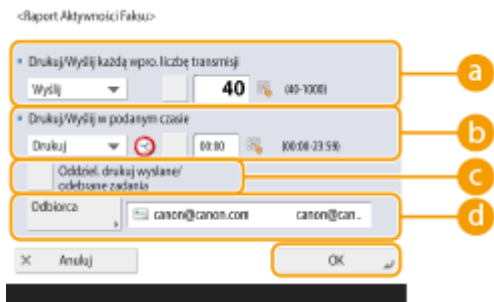 <Raport Aktywności Faksu>
Drukuj/Wyślij każdą wpro. liczbę transmisji
a
Wyślij 40 (40-1000)
Drukuj/Wyślij w podanym czasie
b
Drukuj 00:00 (00:00-23:59)
Oddziel. drukuj wysłane/
odebrane zadania
c
Odbiorca canon@canon.com canon@can...
d
Anuluj OK